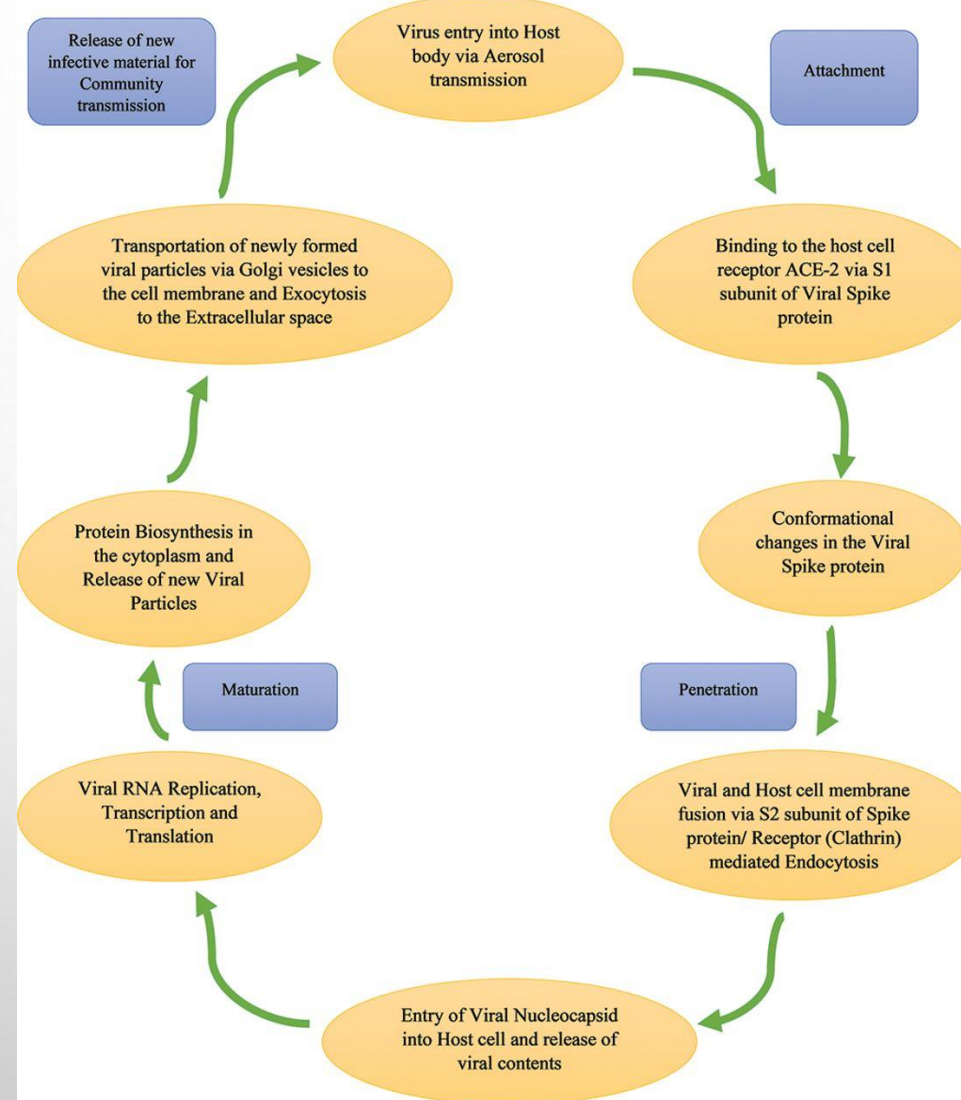 Virus entry into Host
body via Aerosol
transmission
Attachment
Binding to the host cell
receptor ACE-2 via S1
subunit of Viral Spike
protein
Conformational
changes in the Viral
Spike protein
Penetration
Viral and Host cell membrane
fusion via S2 subunit of Spike
protein/ Receptor (Clathrin)
mediated Endocytosis
Entry of Viral Nucleocapsid
into Host cell and release of
viral contents
Viral RNA Replication,
Transcription and
Translation
Maturation
Protein Biosynthesis in
the cytoplasm and
Release of new Viral
Particles
Transportation of newly formed
viral particles via Golgi vesicles to
the cell membrane and Exocytosis
to the Extracellular space
Release of new
infective material for
Community
transmission